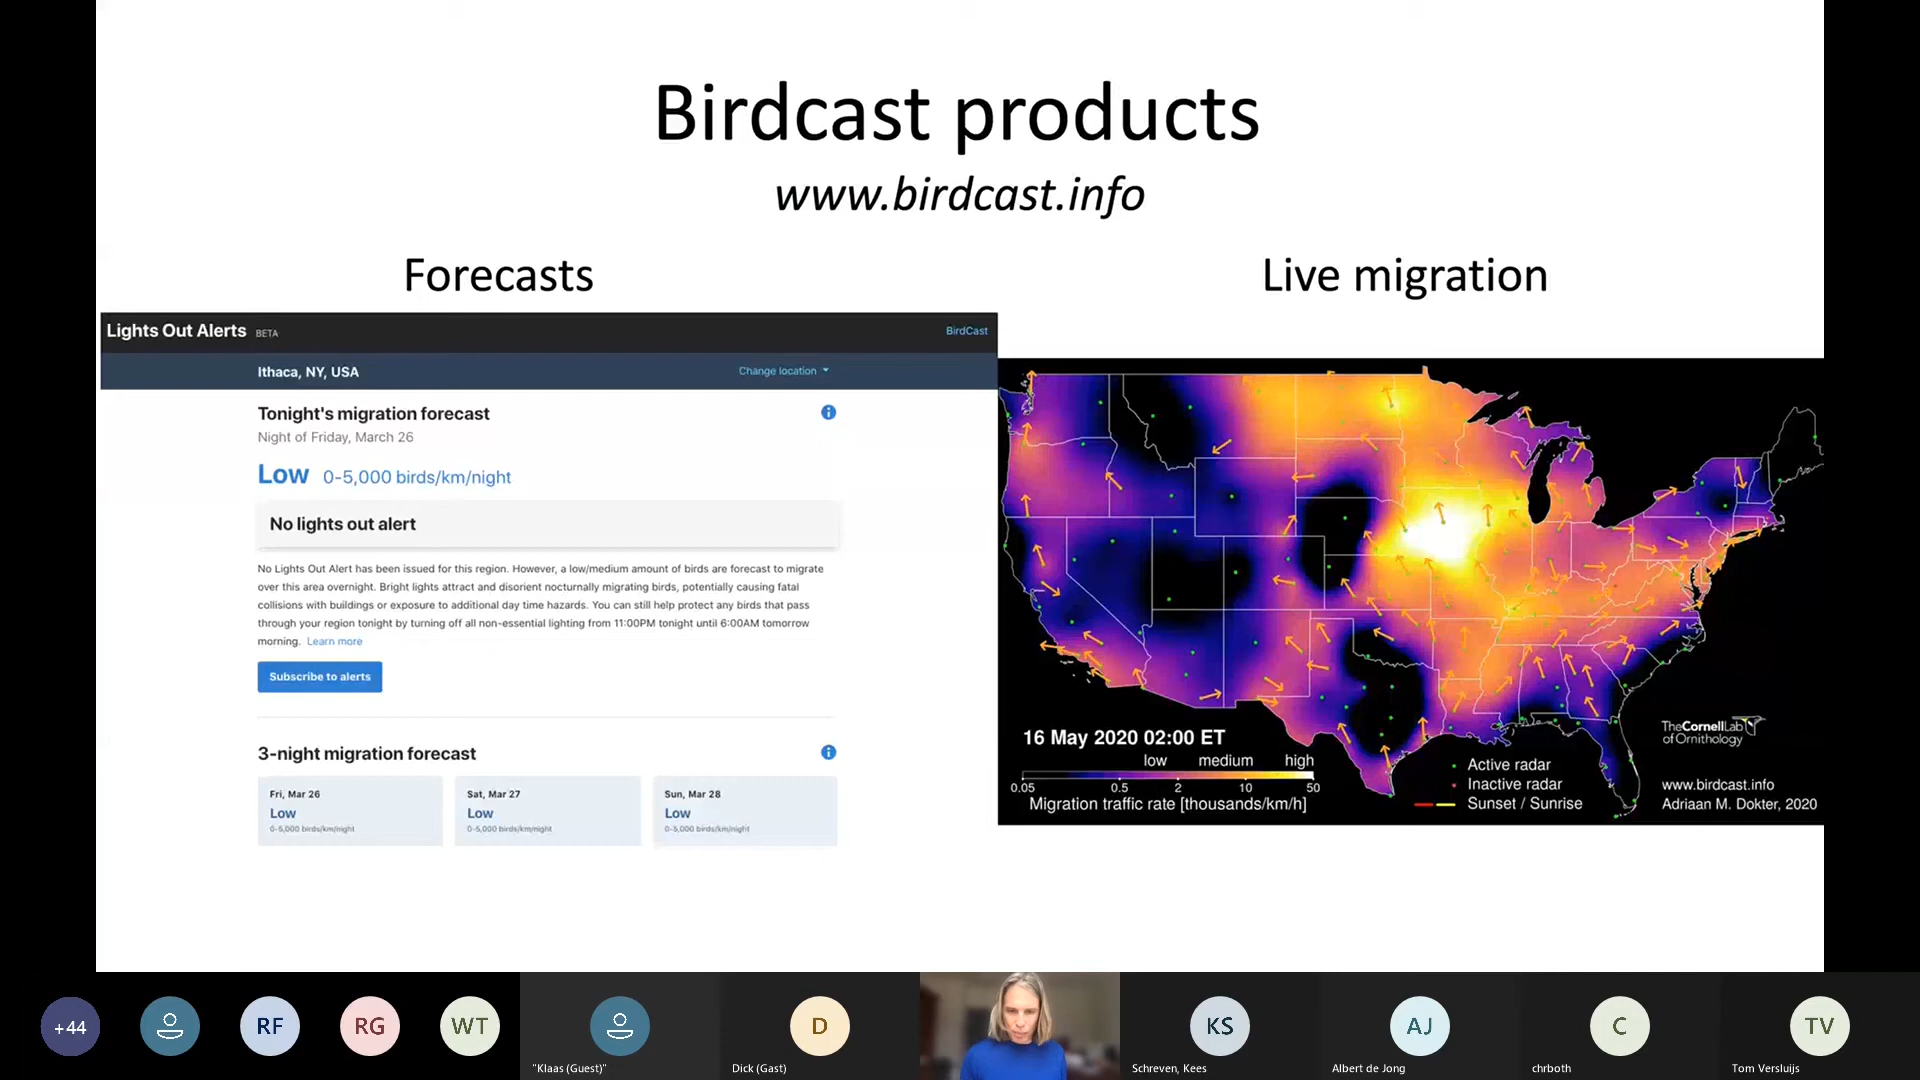 Birdcast products
www.birdcast.info
Forecasts
Live migration
Lights Out Alerts BETA
BirdCast
Ithaca, NY, USA
Change location
Tonight's migration forecast
Night of Friday, March 26
Low 0-5,000 birds/km/night
No lights out alert
No Lights Out Alert has been issued for this region. However, a low/medium amount of birds are forecast to migrate
over this area overnight. Bright lights attract and disorient nocturnally migrating birds, potentially causing fatal
collisions with buildings or exposure to additional day time hazards. You can still help protect any birds that pass
through your region tonight by turning off all non-essential lighting from 11:00PM tonight until 6:00AM tomorrow
morning. Learn more
Subscribe to alerts
3-night migration forecast
Fri, Mar 26
Low
0-5,000 birds/km/night
Sat, Mar 27
Low
0-5,000 birds/km/night
Sun, Mar 28
Low
0-5,000 birds/km/night
16 May 2020 02:00 ET
low medium high
0.05 0.5 2 10 50
Migration traffic rate [thousands/km/h]
Active radar
Inactive radar
Sunset / Sunrise
TheCornellLab
of Ornithology
www.birdcast.info
Adriaan M. Dokter, 2020
+44
RF
RG
WT
"Klaas (Guest)"
D
Dick (Gast)
KS
Schreven, Kees
AJ
Albert de Jong
C
chrboth
TV
Tom Versluijs